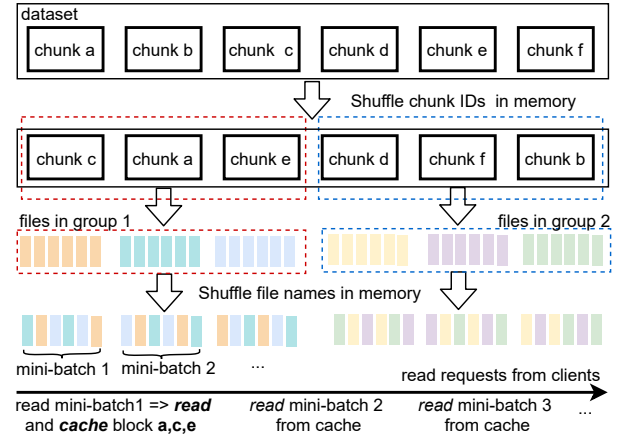 dataset
chunk a
chunk b
chunk c
chunk d
chunk e
chunk f
Shuffle chunk IDs in memory
chunk c
chunk a
chunk e
chunk d
chunk f
chunk b
files in group 1
files in group 2
Shuffle file names in memory
mini-batch 1
mini-batch 2
...
read requests from clients
read mini-batch1 => read
and cache block a,c,e
read mini-batch 2
from cache
read mini-batch 3
from cache
...